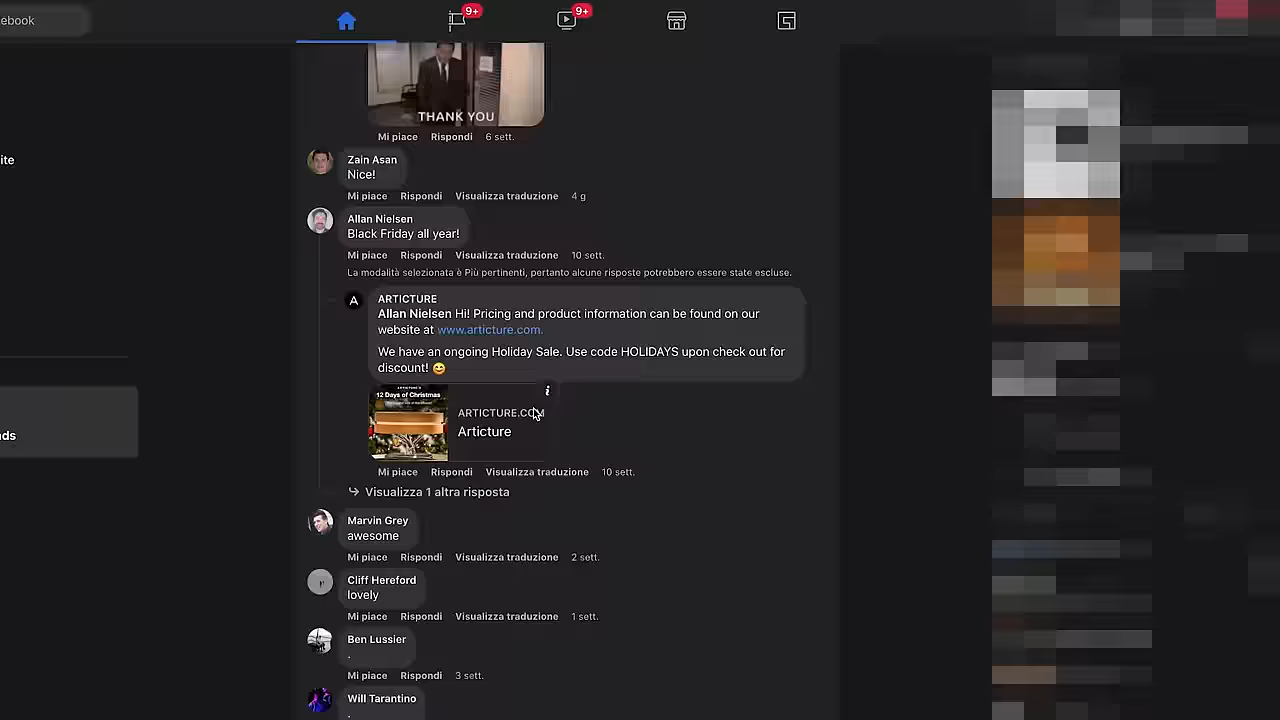 cebook
9+
9+
THANK YOU
Mi piace Rispondi 6 sett.
ite
Zain Asan
Nice!
Mi piace Rispondi Visualizza traduzione 4 g
Allan Nielsen
Black Friday all year!
Mi piace Rispondi Visualizza traduzione 10 sett.
La modalità selezionata è Più pertinenti, pertanto alcune risposte potrebbero essere state escluse.
A
ARTICTURE
Allan Nielsen Hi! Pricing and product information can be found on our
website at www.articture.com.
We have an ongoing Holiday Sale. Use code HOLIDAYS upon check out for
discount! 😄
ARTICTURE'S
12 Days of Christmas
ARTICTURE.COM
Articture
nds
Mi piace Rispondi Visualizza traduzione 10 sett.
Visualizza 1 altra risposta
Marvin Grey
awesome
Mi piace Rispondi Visualizza traduzione 2 sett.
Cliff Hereford
lovely
Mi piace Rispondi Visualizza traduzione 1 sett.
Ben Lussier
.
Mi piace Rispondi 3 sett.
Will Tarantino
.